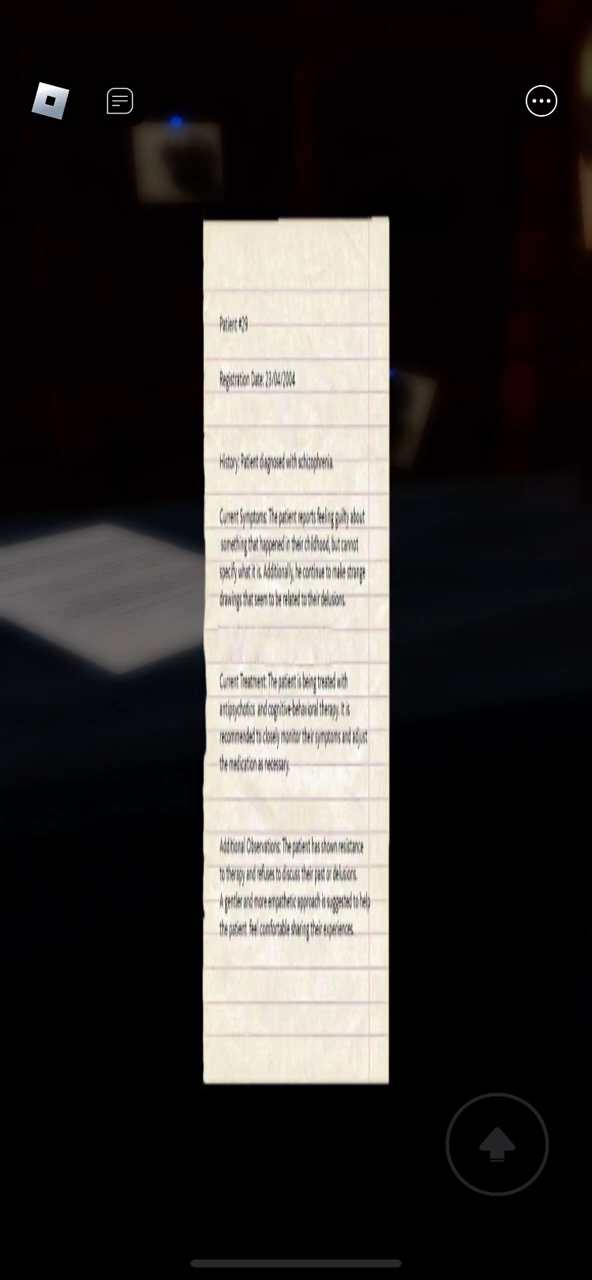 Patient #29
Registration Date: 23/04/2004
History: Patient diagnosed with schizophrenia.
Current Symptoms: The patient reports feeling guilty about
something that happened in their childhood, but cannot
specify what it is. Additionally, he continue to make strange
drawings that seem to be related to their delusions.
Current Treatment: The patient is being treated with
antipsychotics and cognitive-behavioral therapy. It is
recommended to closely monitor their symptoms and adjust
the medication as necessary.
Additional Observations: The patient has shown resistance
to therapy and refuses to discuss their past or delusions.
A gentler and more empathetic approach is suggested to help
the patient feel comfortable sharing their experiences.